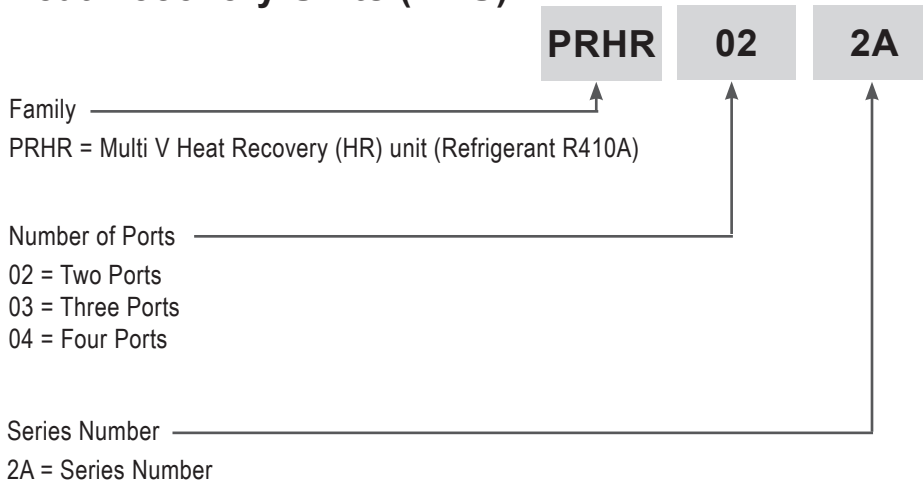 PRHR 02 2A
Family
PRHR = Multi V Heat Recovery (HR) unit (Refrigerant R410A)
Number of Ports
02 = Two Ports
03 = Three Ports
04 = Four Ports
Series Number
2A = Series Number